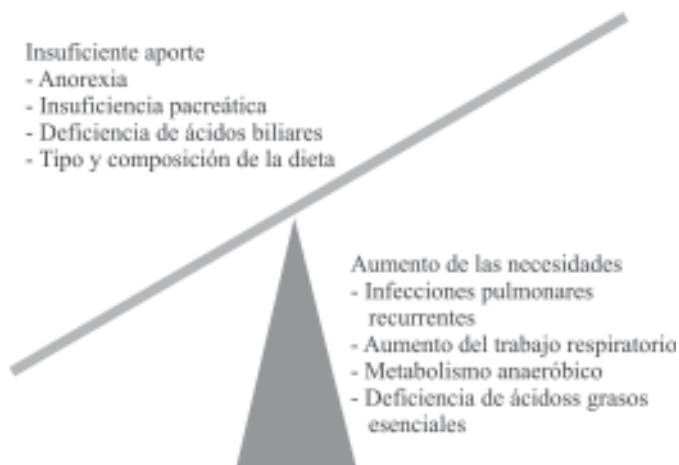 Insuficiente aporte
- Anorexia
- Insuficiencia pacreática
- Deficiencia de ácidos biliares
- Tipo y composición de la dieta
Aumento de las necesidades
- Infecciones pulmonares
recurrentes
- Aumento del trabajo respiratorio
- Metabolismo anaeróbico
- Deficiencia de ácidoss grasos
esenciales